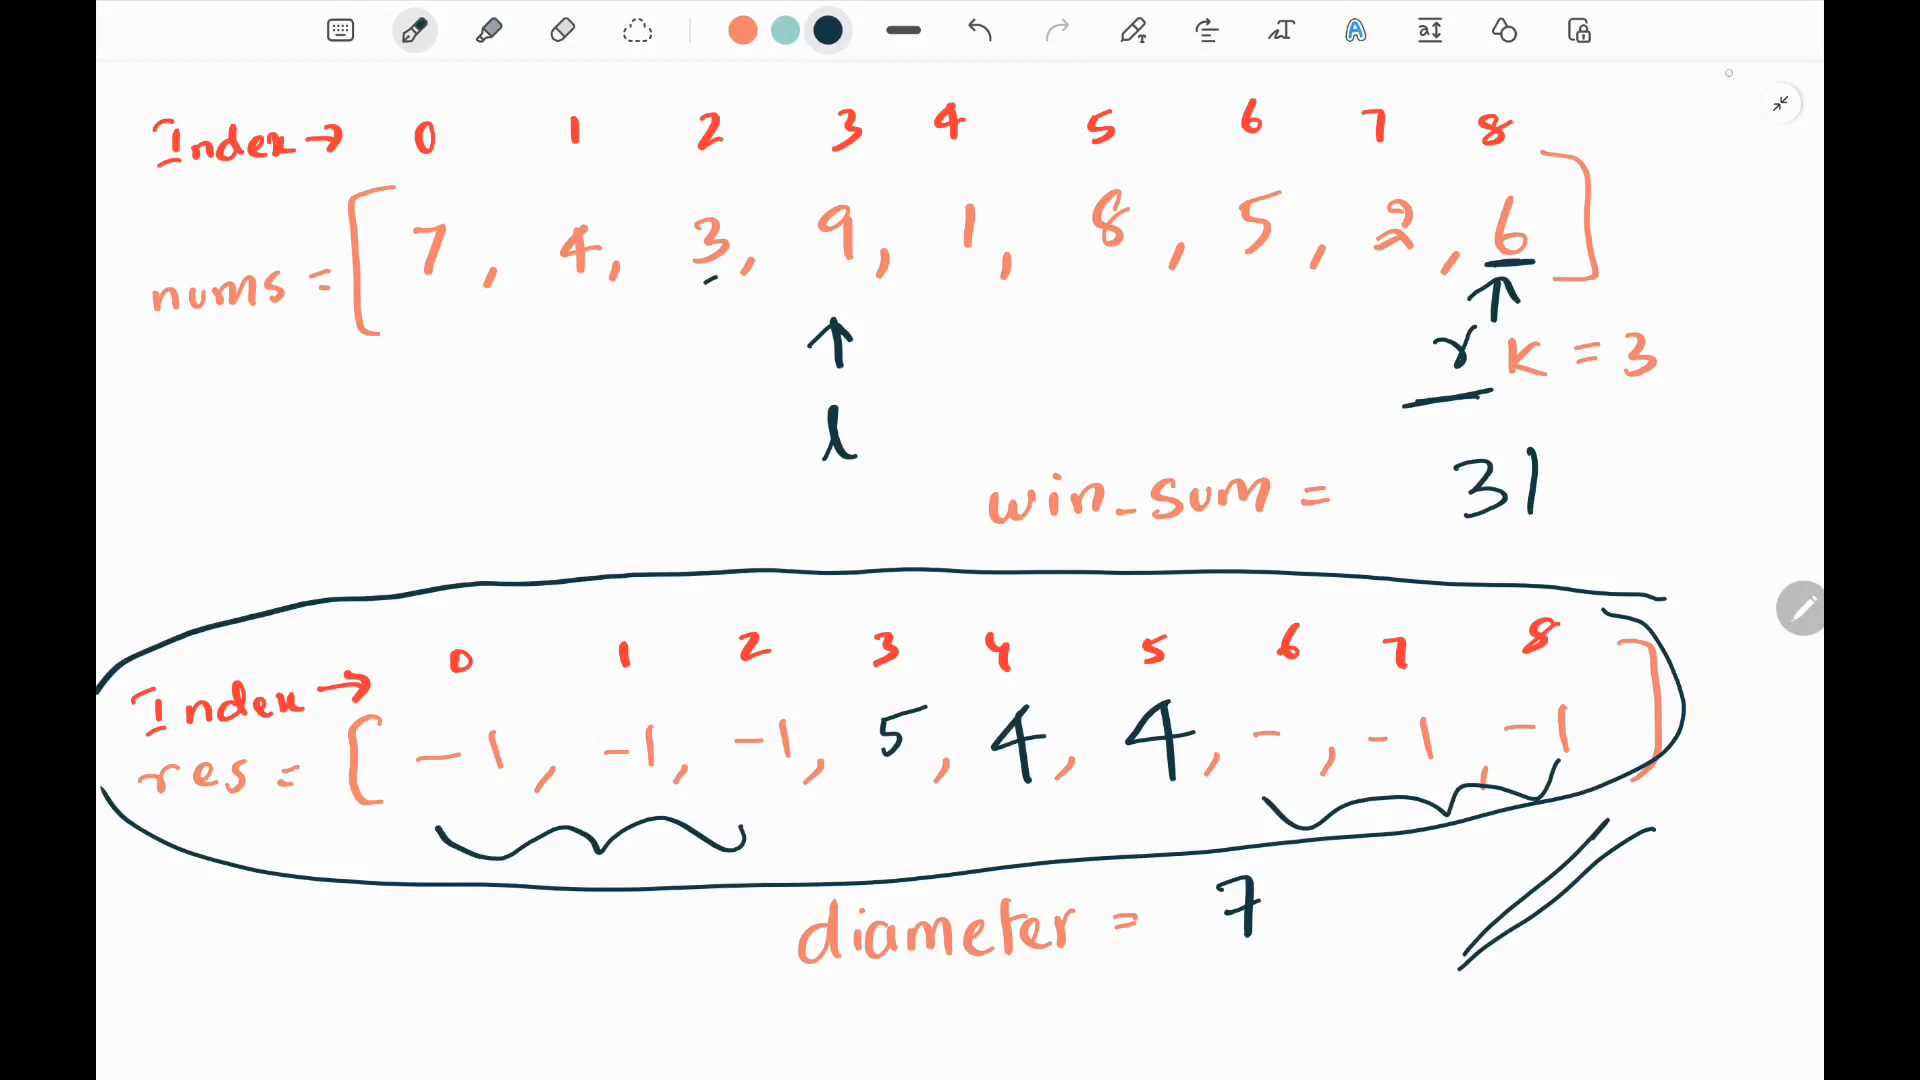 Index → 0 1 2 3 4 5 6 7 8
nums = [7, 4, 3, 9, 1, 8, 5, 2, 6]
l
r K = 3
win_sum = 31
Index → 0 1 2 3 4 5 6 7 8
res = [-1, -1, -1, 5, 4, 4, -, -1, -1]
diameter = 7